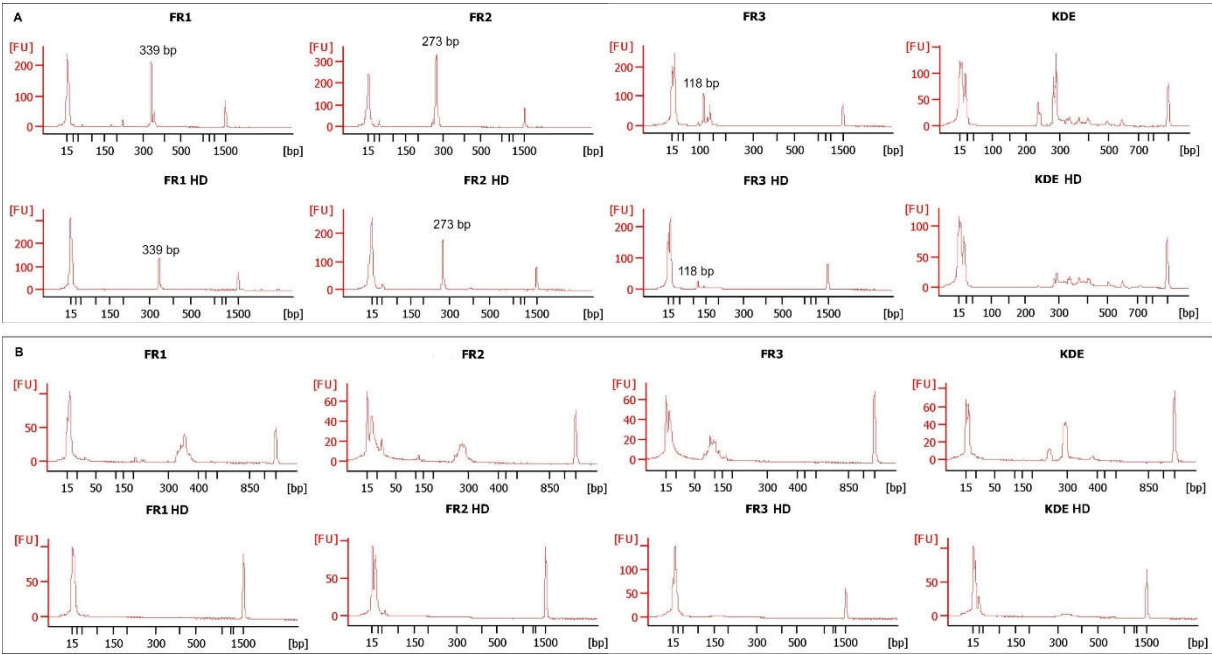 A
FR1 FR2 FR3 KDE
[FU] [FU] [FU] [FU]
339 bp 273 bp 118 bp
200 100 0
300 200 100 0
200 100 0
100 50 0
15 100 300 500 1500 [bp]
15 100 300 500 1500 [bp]
15 100 300 500 1500 [bp]
15 100 200 300 500 700 [bp]
FR1 HD FR2 HD FR3 HD KDE HD
[FU] [FU] [FU] [FU]
339 bp 273 bp 118 bp
200 100 0
200 100 0
200 100 0
100 50 0
15 100 300 500 1500 [bp]
15 100 300 500 1500 [bp]
15 100 300 500 1500 [bp]
15 100 200 300 500 700 [bp]
B
FR1 FR2 FR3 KDE
[FU] [FU] [FU] [FU]
50 0
60 40 20 0
60 40 20 0
60 40 20 0
15 50 150 300 400 850 [bp]
15 50 150 300 400 850 [bp]
15 50 150 300 400 850 [bp]
15 50 150 300 400 850 [bp]
FR1 HD FR2 HD FR3 HD KDE HD
[FU] [FU] [FU] [FU]
50 0
50 0
100 50 0
50 0
15 100 300 500 1500 [bp]
15 100 300 500 1500 [bp]
15 100 300 500 1500 [bp]
15 100 300 500 1500 [bp]